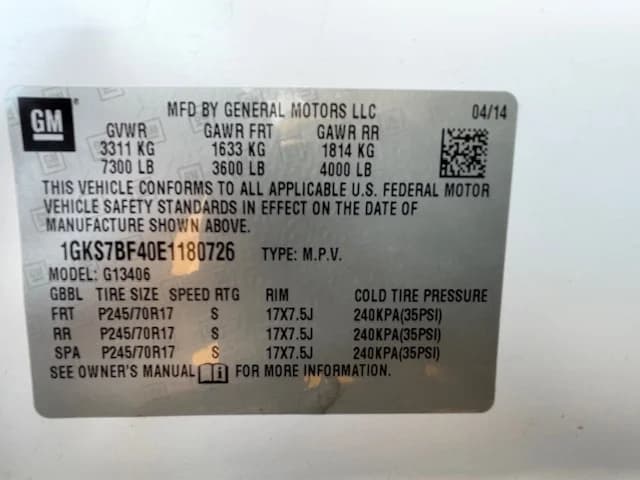 GM MFD BY GENERAL MOTORS LLC 04/14
GVWR GAWR FRT GAWR RR
3311 KG 1633 KG 1814 KG
7300 LB 3600 LB 4000 LB
THIS VEHICLE CONFORMS TO ALL APPLICABLE U.S. FEDERAL MOTOR
VEHICLE SAFETY STANDARDS IN EFFECT ON THE DATE OF
MANUFACTURE SHOWN ABOVE.
1GKS7BF40E1180726 TYPE: M.P.V.
MODEL: G13406
GBBL TIRE SIZE SPEED RTG RIM COLD TIRE PRESSURE
FRT P245/70R17 S 17X7.5J 240KPA(35PSI)
RR P245/70R17 S 17X7.5J 240KPA(35PSI)
SPA P245/70R17 S 17X7.5J 240KPA(35PSI)
SEE OWNER'S MANUAL FOR MORE INFORMATION.